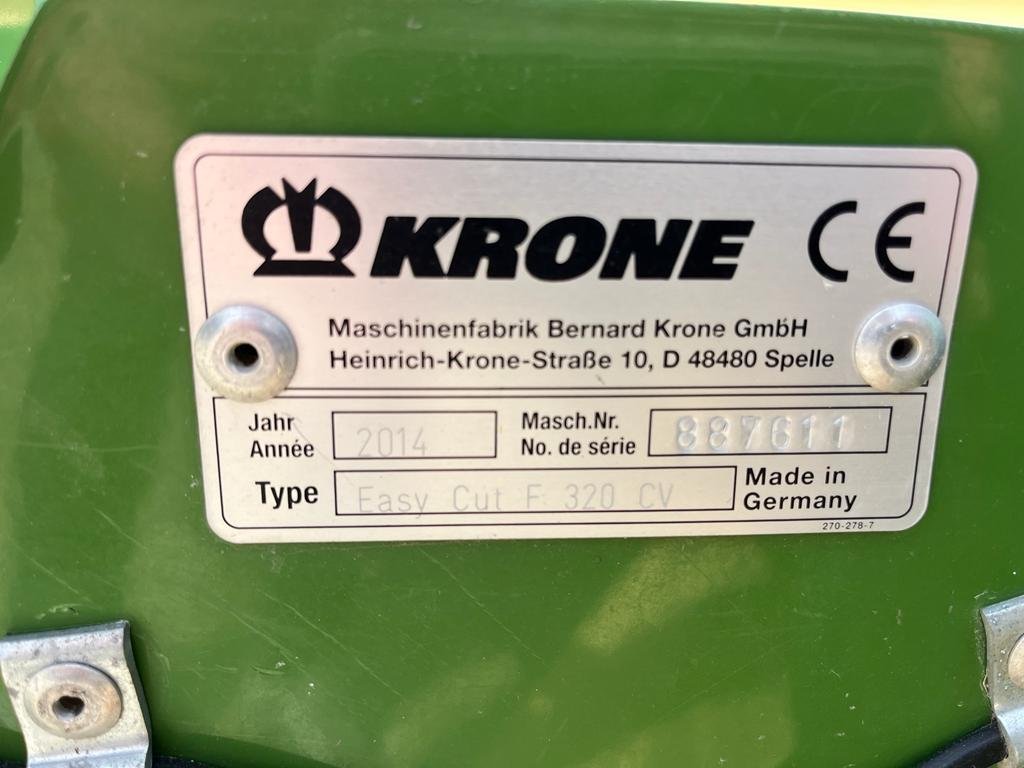 KRONE CE
Maschinenfabrik Bernard Krone GmbH
Heinrich-Krone-Straße 10, D 48480 Spelle
Jahr
Année
2014
Masch.Nr.
No. de série
887611
Type
Easy Cut F 320 CV
Made in
Germany
270-278-7